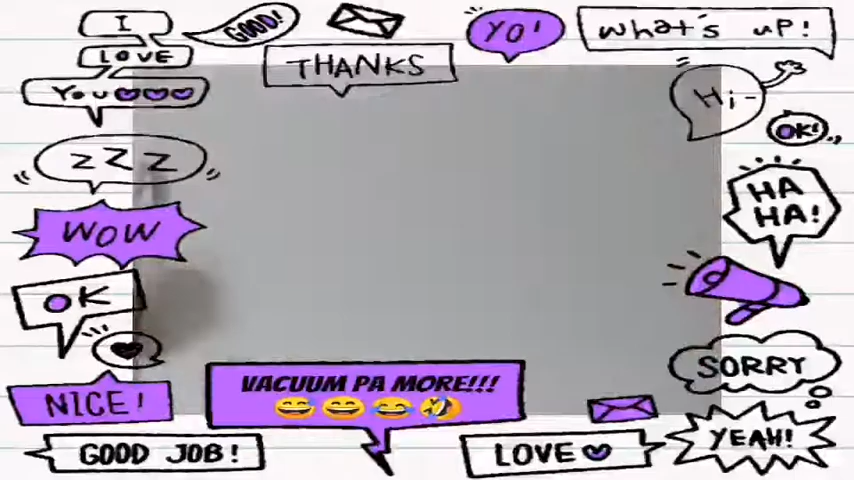 I
LOVE
You
GOOD!
THANKS
YO!
what's up!
Hi-
OK!
ZZZ
HA
HA!
WOW
OK
SORRY
VACUUM PA MORE!!!
😅😄😂🤣
NICE!
GOOD JOB!
LOVE
YEAH!